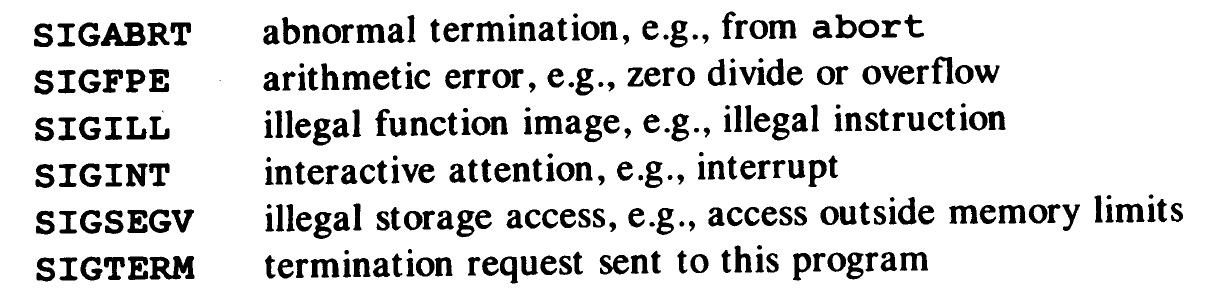 SIGABRT abnormal termination, e.g., from abort
SIGFPE arithmetic error, e.g., zero divide or overflow
SIGILL illegal function image, e.g., illegal instruction
SIGINT interactive attention, e.g., interrupt
SIGSEGV illegal storage access, e.g., access outside memory limits
SIGTERM termination request sent to this program